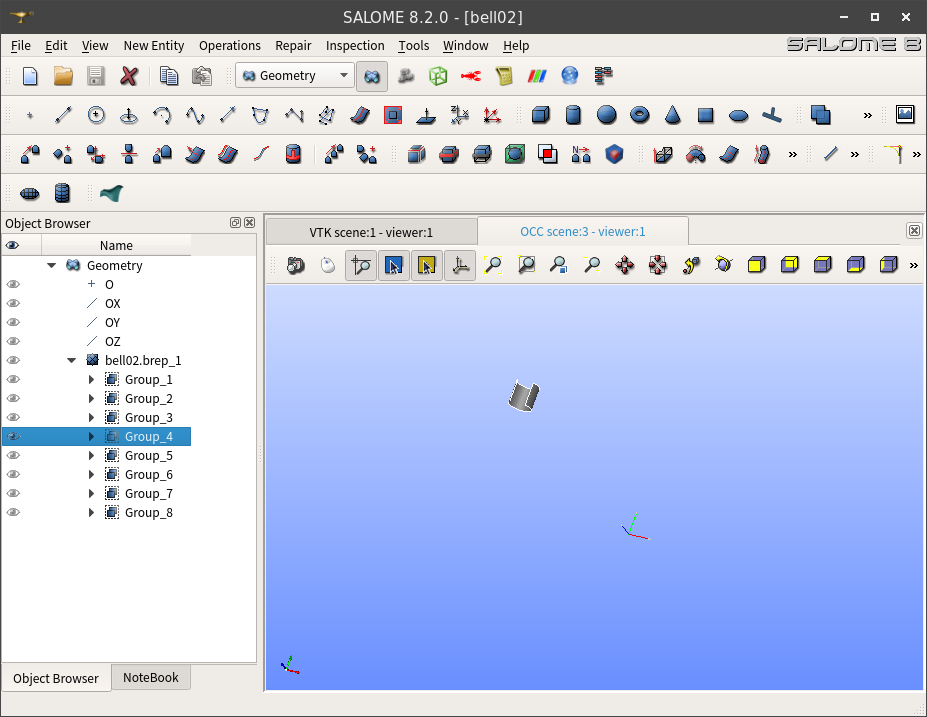 SALOME 8.2.0 - [bell02]
File Edit View New Entity Operations Repair Inspection Tools Window Help
SALOME 8
Geometry
N
Object Browser
Name
Geometry
O
OX
OY
OZ
bell02.brep_1
Group_1
Group_2
Group_3
Group_4
Group_5
Group_6
Group_7
Group_8
VTK scene:1 - viewer:1
OCC scene:3 - viewer:1
Object Browser
NoteBook